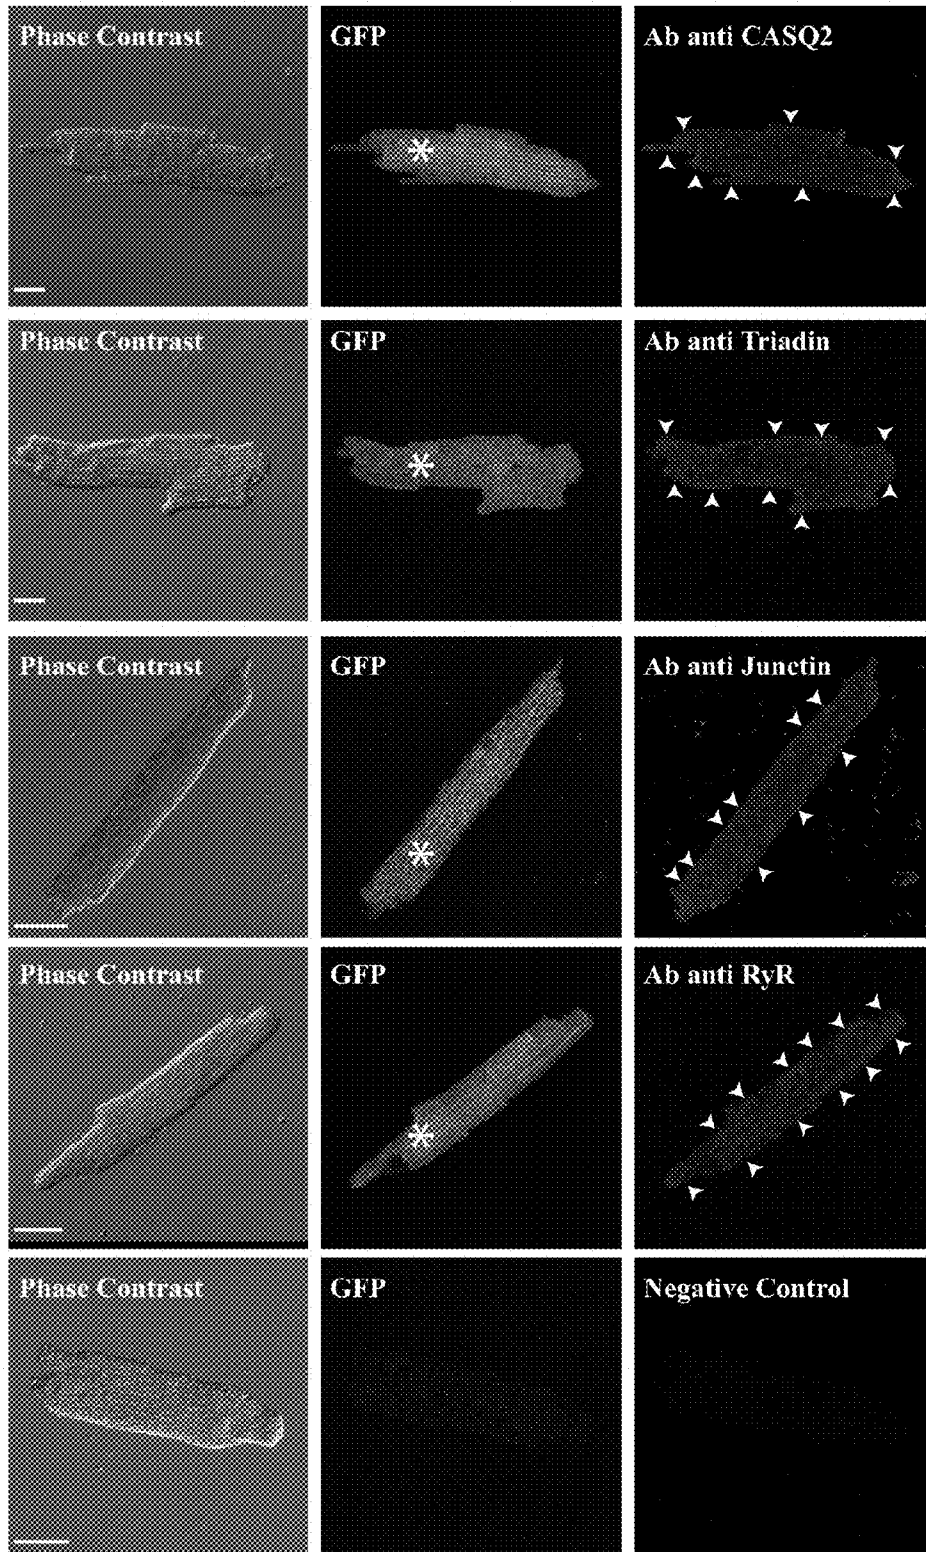 Phase Contrast
GFP
Ab anti CASQ2
Phase Contrast
GFP
Ab anti Triadin
Phase Contrast
GFP
Ab anti Junctin
Phase Contrast
GFP
Ab anti RyR
Phase Contrast
GFP
Negative Control